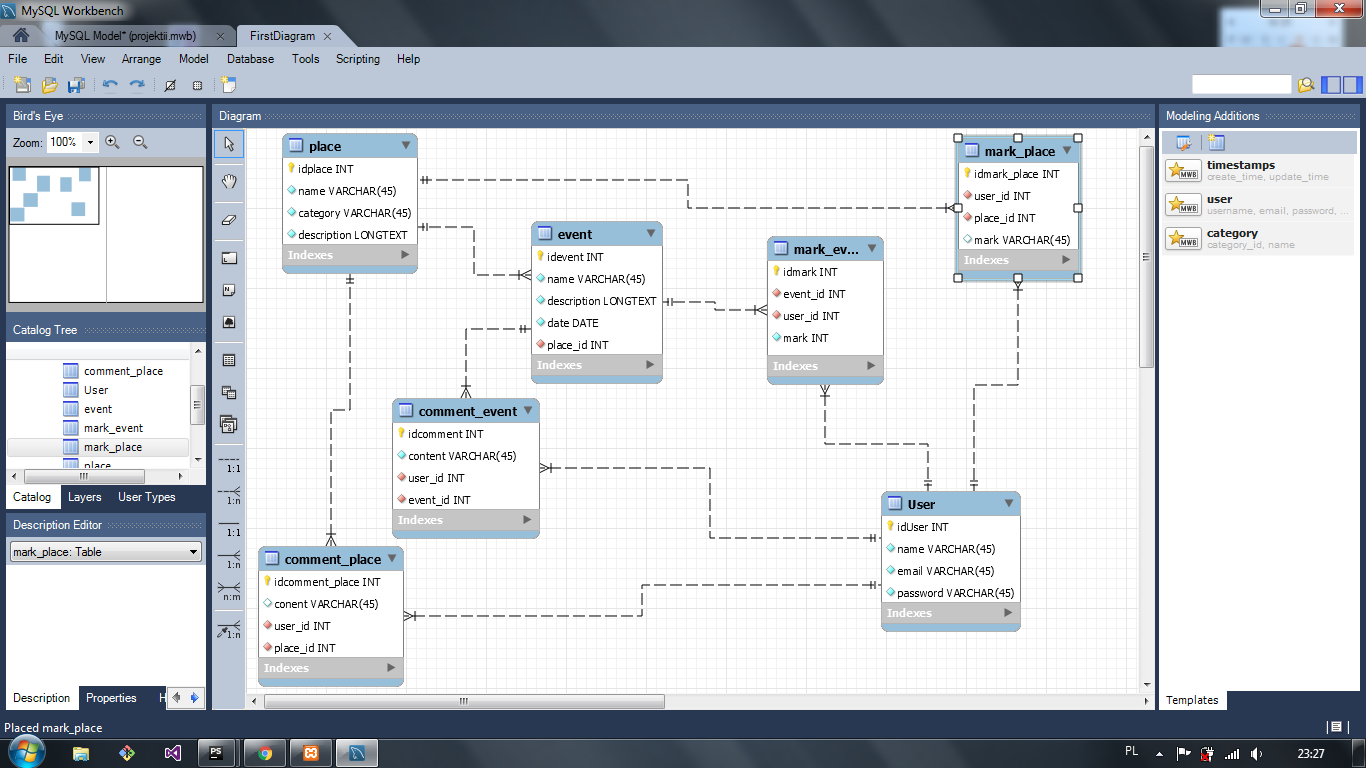 MySQL Workbench
MySQL Model* (projektii.mwb)
FirstDiagram
File Edit View Arrange Model Database Tools Scripting Help
Bird's Eye
Zoom: 100%
Catalog Tree
comment_place
User
event
mark_event
mark_place
place
Catalog Layers User Types
Description Editor
mark_place: Table
Description Properties H
Placed mark_place
Diagram
1:1
1:n
1:1
1:n
n:m
1:n
place
idplace INT
name VARCHAR(45)
category VARCHAR(45)
description LONGTEXT
Indexes
event
idevent INT
name VARCHAR(45)
description LONGTEXT
date DATE
place_id INT
Indexes
mark_ev...
idmark INT
event_id INT
user_id INT
mark INT
Indexes
mark_place
idmark_place INT
user_id INT
place_id INT
mark VARCHAR(45)
Indexes
comment_event
idcomment INT
content VARCHAR(45)
user_id INT
event_id INT
Indexes
comment_place
idcomment_place INT
conent VARCHAR(45)
user_id INT
place_id INT
Indexes
User
idUser INT
name VARCHAR(45)
email VARCHAR(45)
password VARCHAR(45)
Indexes
Modeling Additions
MWB
timestamps
create_time, update_time
MWB
user
username, email, password, ...
MWB
category
category_id, name
Templates
PS
PL
23:27